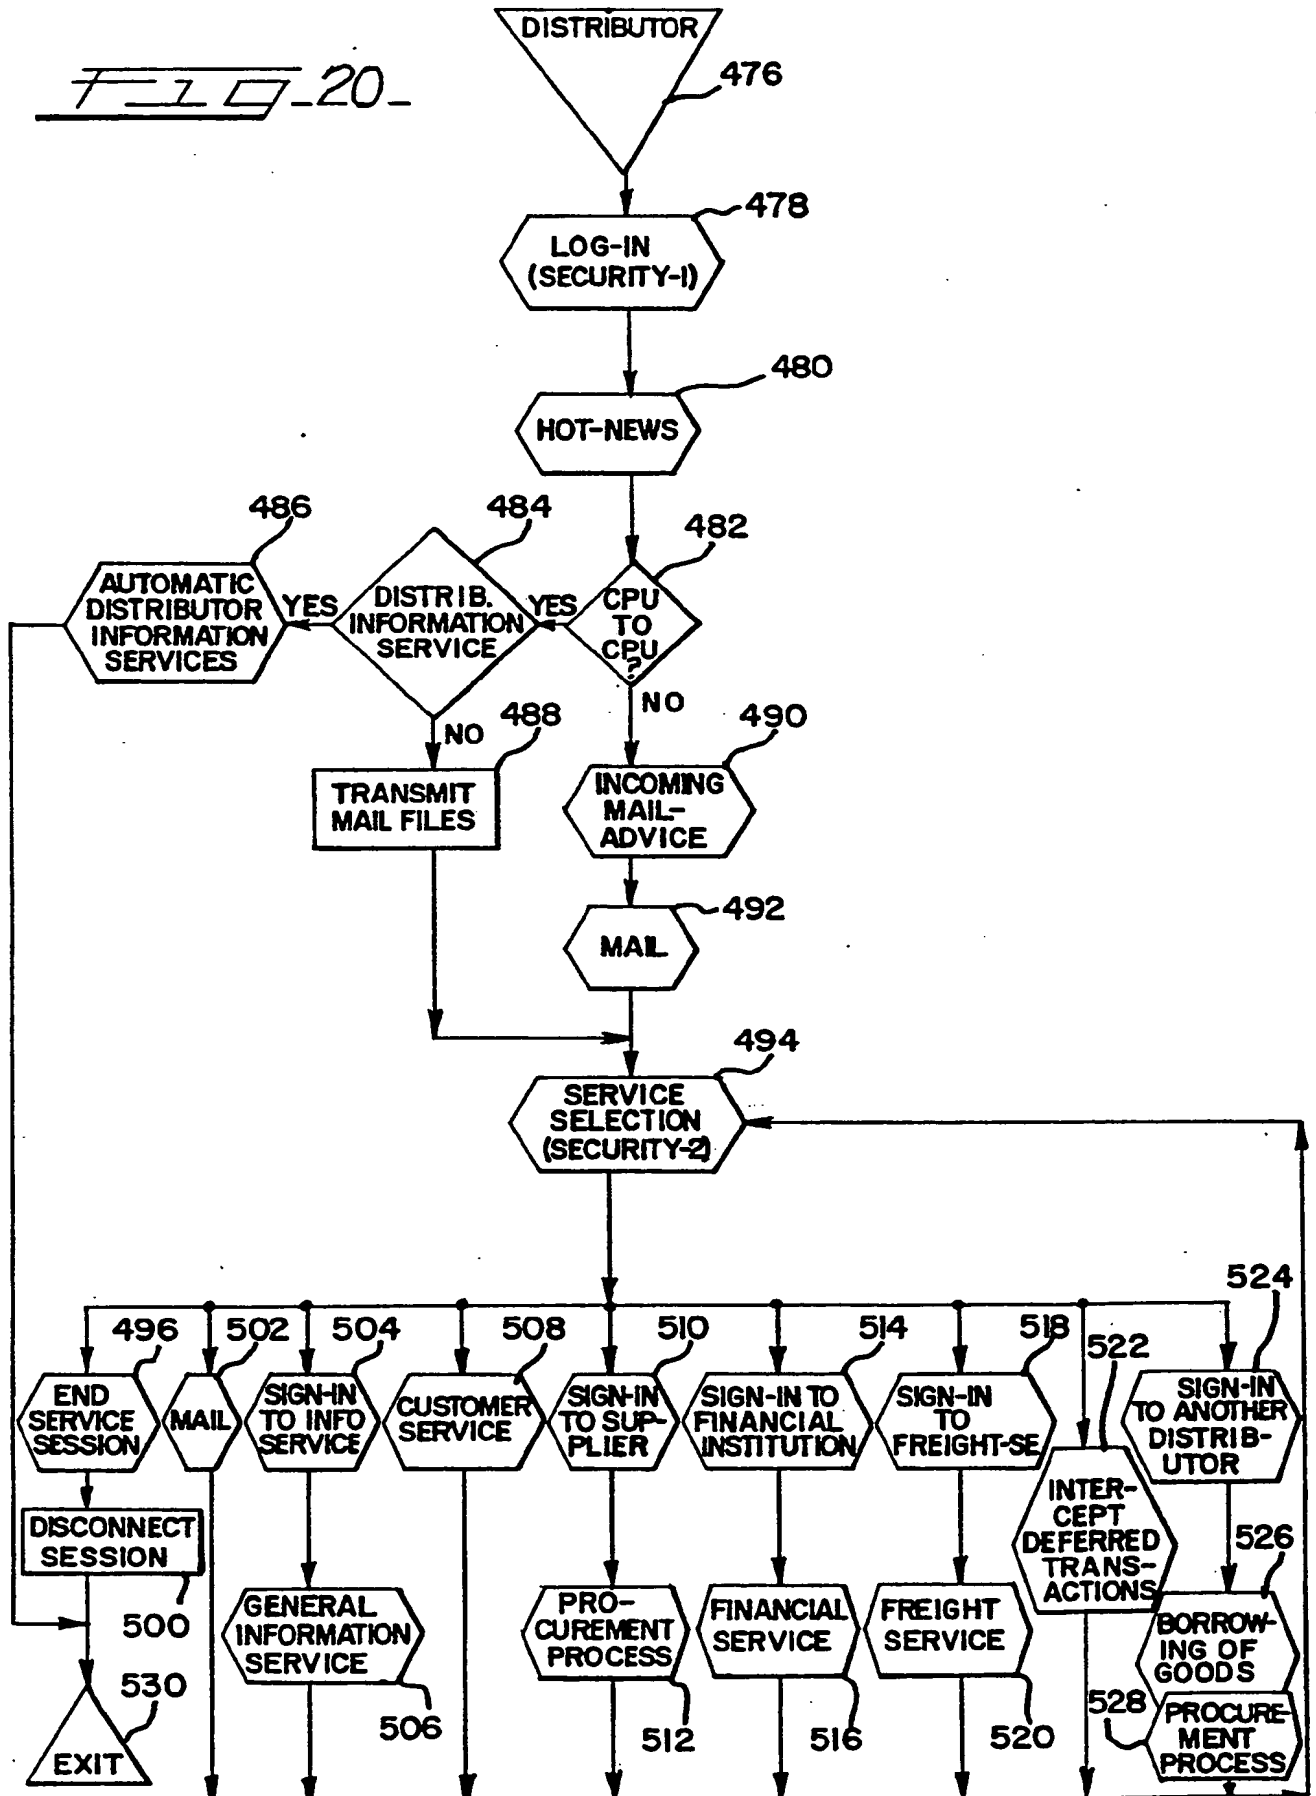 Fig-20-
DISTRIBUTOR
476
478
LOG-IN
(SECURITY-1)
480
HOT-NEWS
486
484
482
AUTOMATIC
DISTRIBUTOR
INFORMATION
SERVICES
YES
DISTRIB.
INFORMATION
SERVICE
YES
CPU
TO
CPU
?
NO
NO
488
490
TRANSMIT
MAIL FILES
INCOMING
MAIL-
ADVICE
492
MAIL
494
SERVICE
SELECTION
(SECURITY-2)
496
502
504
508
510
514
518
522
524
END
SERVICE
SESSION
MAIL
SIGN-IN
TO INFO
SERVICE
CUSTOMER
SERVICE
SIGN-IN
TO SUP-
PLIER
SIGN-IN TO
FINANCIAL
INSTITUTION
SIGN-IN
TO
FREIGHT-SE
INTER-
CEPT
DEFERRED
TRANS-
ACTIONS
SIGN-IN
TO ANOTHER
DISTRIB-
UTOR
DISCONNECT
SESSION
500
526
GENERAL
INFORMATION
SERVICE
506
PRO-
CUREMENT
PROCESS
512
FINANCIAL
SERVICE
516
FREIGHT
SERVICE
520
BORROW-
ING OF
GOODS
528
PROCURE-
MENT
PROCESS
530
EXIT